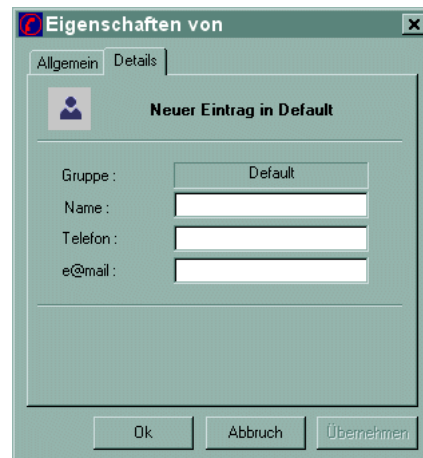 Eigenschaften von
Allgemein Details
Neuer Eintrag in Default
Gruppe : Default
Name :
Telefon :
e@mail :
Ok Abbruch Übernehmen